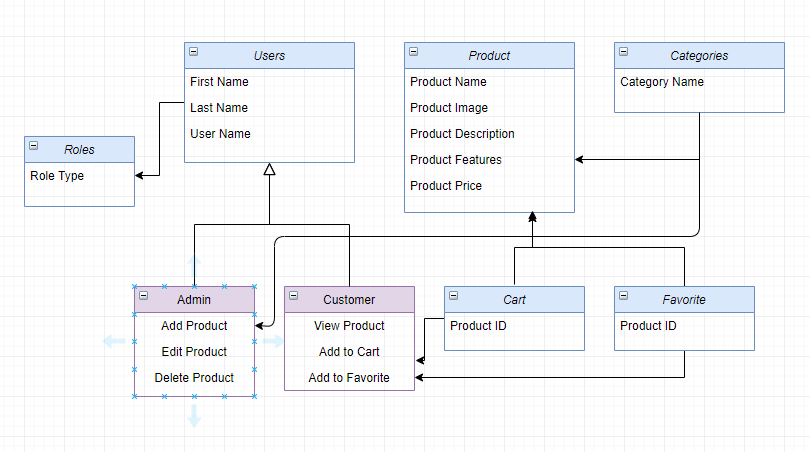 Users
First Name
Last Name
User Name
Product
Product Name
Product Image
Product Description
Product Features
Product Price
Categories
Category Name
Roles
Role Type
Admin
Add Product
Edit Product
Delete Product
Customer
View Product
Add to Cart
Add to Favorite
Cart
Product ID
Favorite
Product ID